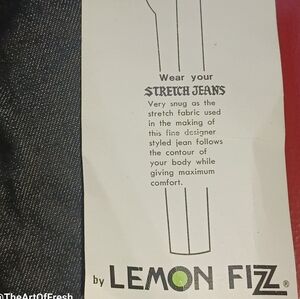 Wear your
STRETCH JEANS
Very snug as the
stretch fabric used
in the making of
this fine designer
styled jean follows
the contour of
your body while
giving maximum
comfort.
by LEMON FIZZ®
@TheArtOfFresh